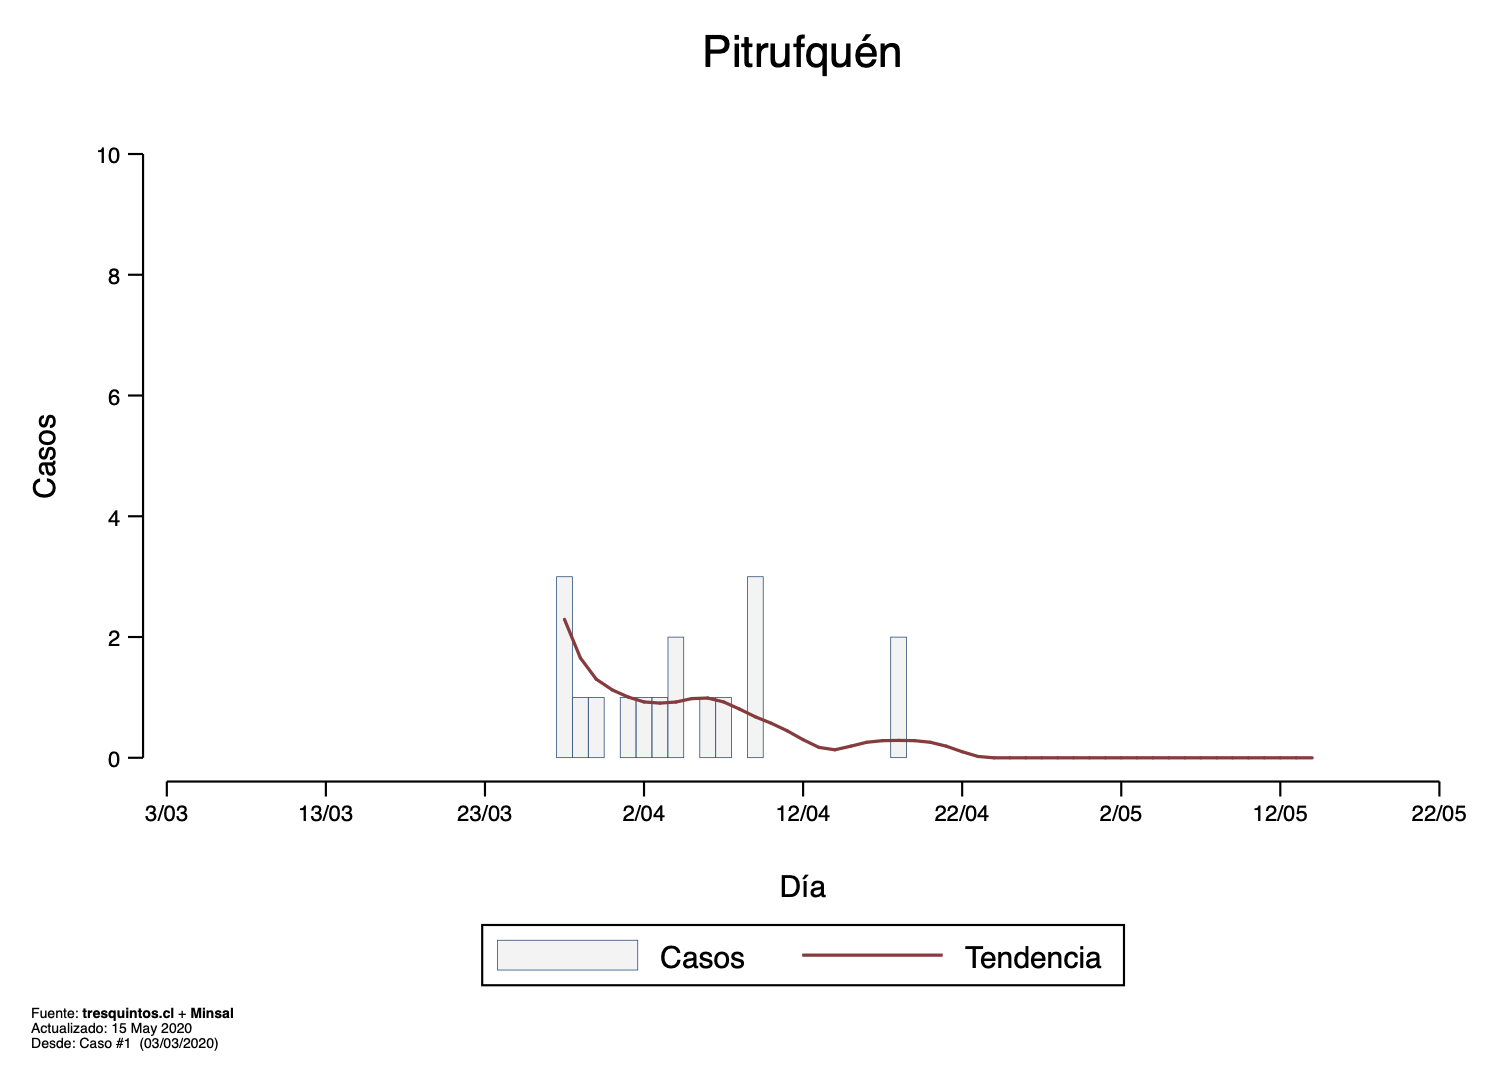 Pitrufquén
10
8
6
4
2
0
Casos
3/03 13/03 23/03 2/04 12/04 22/04 2/05 12/05 22/05
Día
Casos Tendencia
Fuente: tresquintos.cl + Minsal
Actualizado: 15 May 2020
Desde: Caso #1 (03/03/2020)